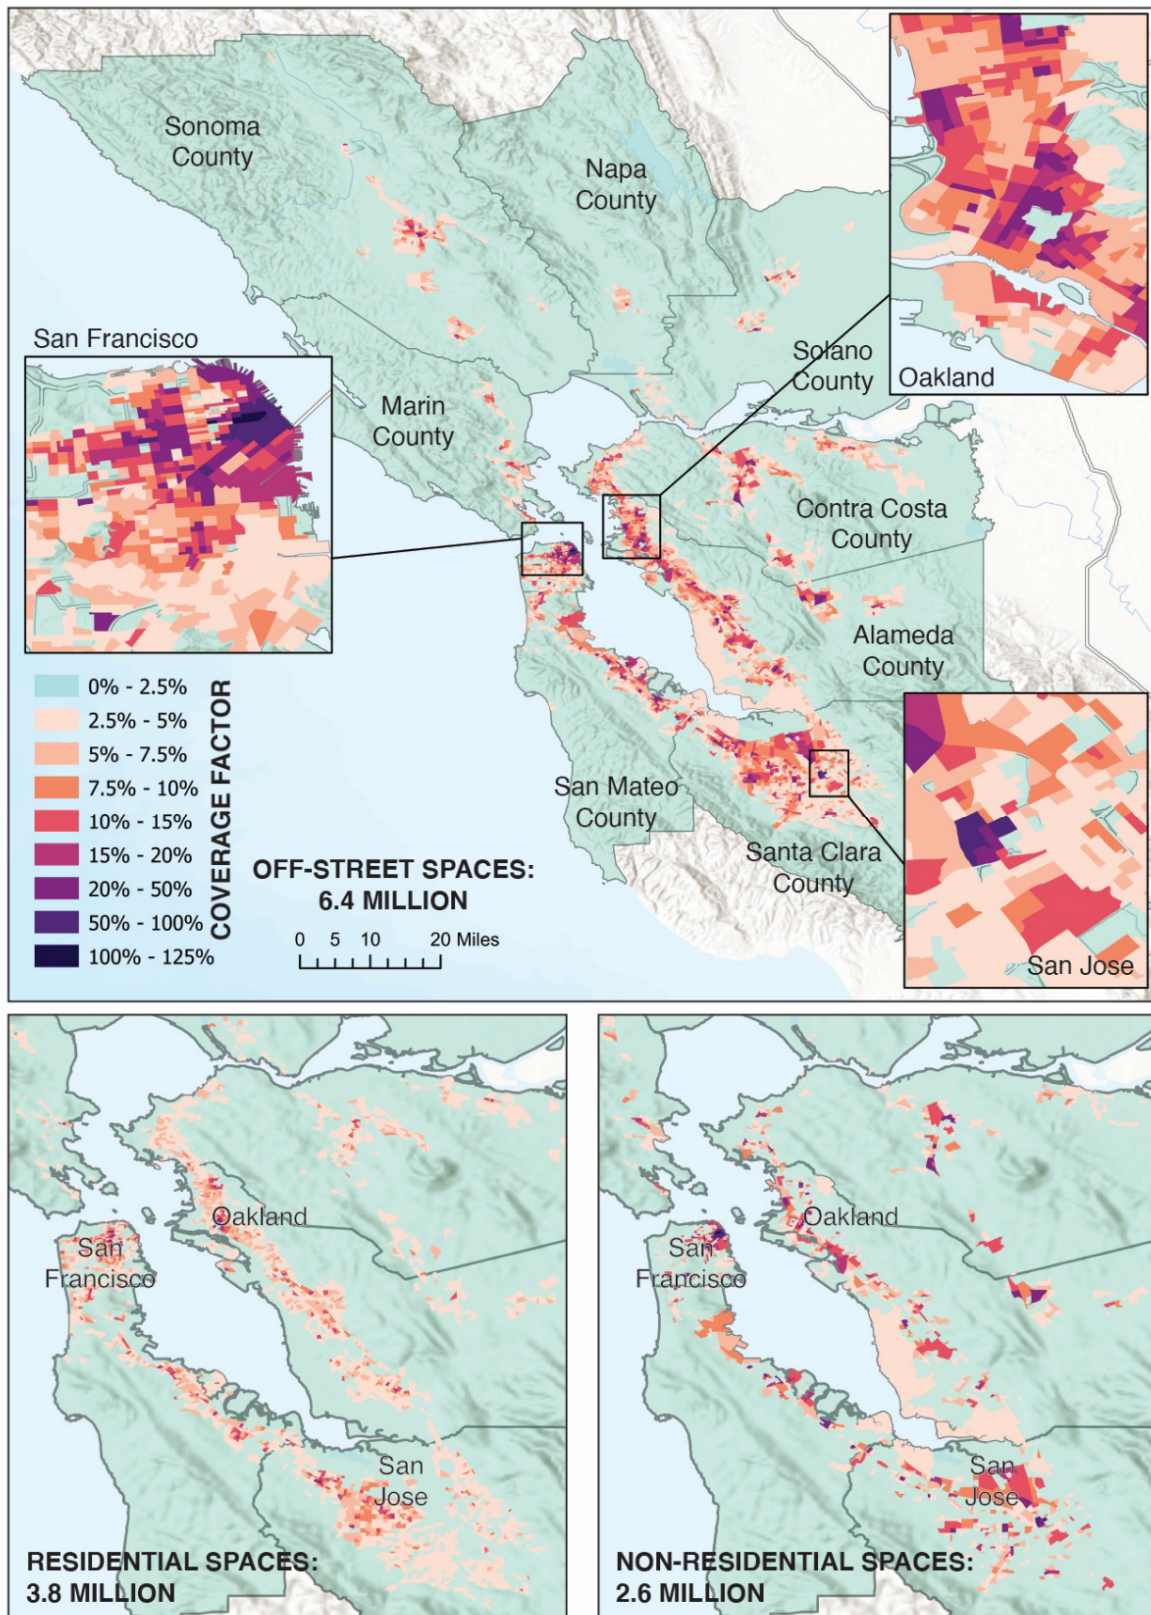 Sonoma
County
Napa
County
Solano
County
Oakland
San Francisco
Marin
County
Contra Costa
County
Alameda
County
San Mateo
County
Santa Clara
County
San Jose
0% - 2.5%
2.5% - 5%
5% - 7.5%
7.5% - 10%
10% - 15%
15% - 20%
20% - 50%
50% - 100%
100% - 125%
COVERAGE FACTOR
OFF-STREET SPACES:
6.4 MILLION
0 5 10 20 Miles
Oakland
San
Francisco
San
Jose
RESIDENTIAL SPACES:
3.8 MILLION
Oakland
San
Francisco
San
Jose
NON-RESIDENTIAL SPACES:
2.6 MILLION